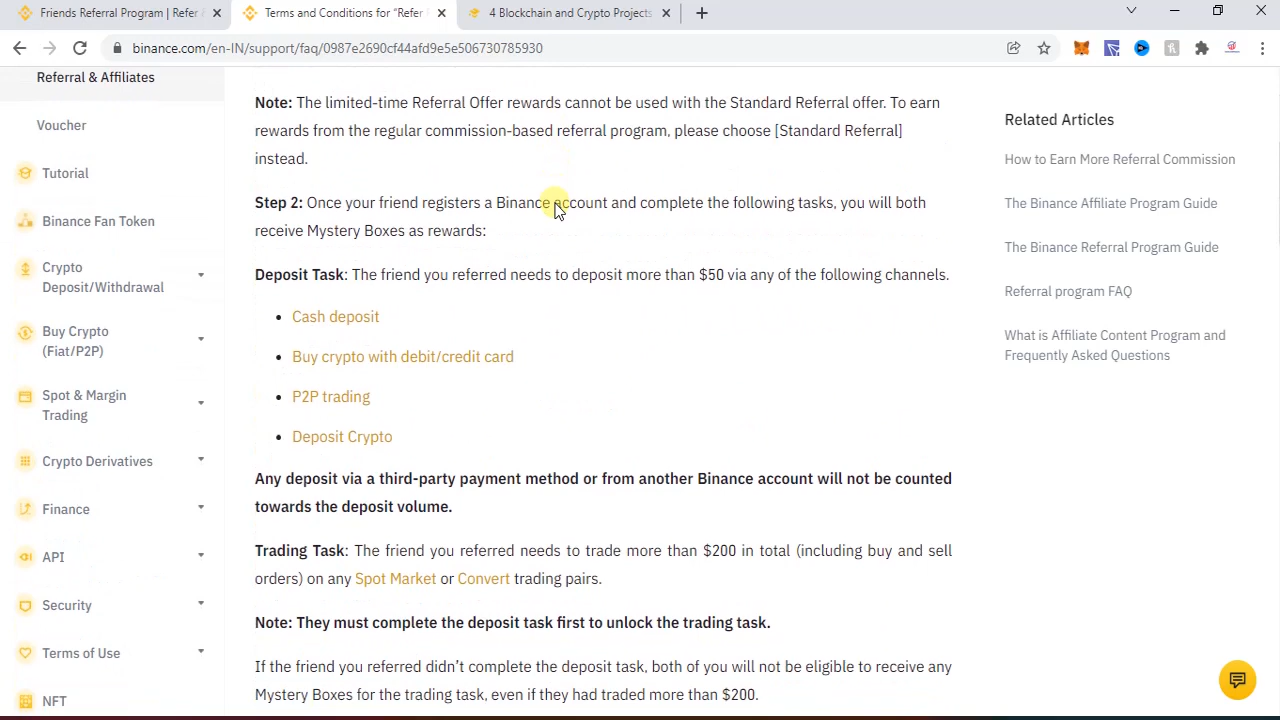 Friends Referral Program | Refer
Terms and Conditions for "Refer
4 Blockchain and Crypto Projects
binance.com/en-IN/support/faq/0987e2690cf44afd9e5e506730785930
Referral & Affiliates
Voucher
Tutorial
Binance Fan Token
Crypto
Deposit/Withdrawal
Buy Crypto
(Fiat/P2P)
Spot & Margin
Trading
Crypto Derivatives
Finance
API
Security
Terms of Use
NFT
Note: The limited-time Referral Offer rewards cannot be used with the Standard Referral offer. To earn
rewards from the regular commission-based referral program, please choose [Standard Referral]
instead.
Step 2: Once your friend registers a Binance account and complete the following tasks, you will both
receive Mystery Boxes as rewards:
Deposit Task: The friend you referred needs to deposit more than $50 via any of the following channels.
• Cash deposit
• Buy crypto with debit/credit card
• P2P trading
• Deposit Crypto
Any deposit via a third-party payment method or from another Binance account will not be counted
towards the deposit volume.
Trading Task: The friend you referred needs to trade more than $200 in total (including buy and sell
orders) on any Spot Market or Convert trading pairs.
Note: They must complete the deposit task first to unlock the trading task.
If the friend you referred didn't complete the deposit task, both of you will not be eligible to receive any
Mystery Boxes for the trading task, even if they had traded more than $200.
Related Articles
How to Earn More Referral Commission
The Binance Affiliate Program Guide
The Binance Referral Program Guide
Referral program FAQ
What is Affiliate Content Program and
Frequently Asked Questions